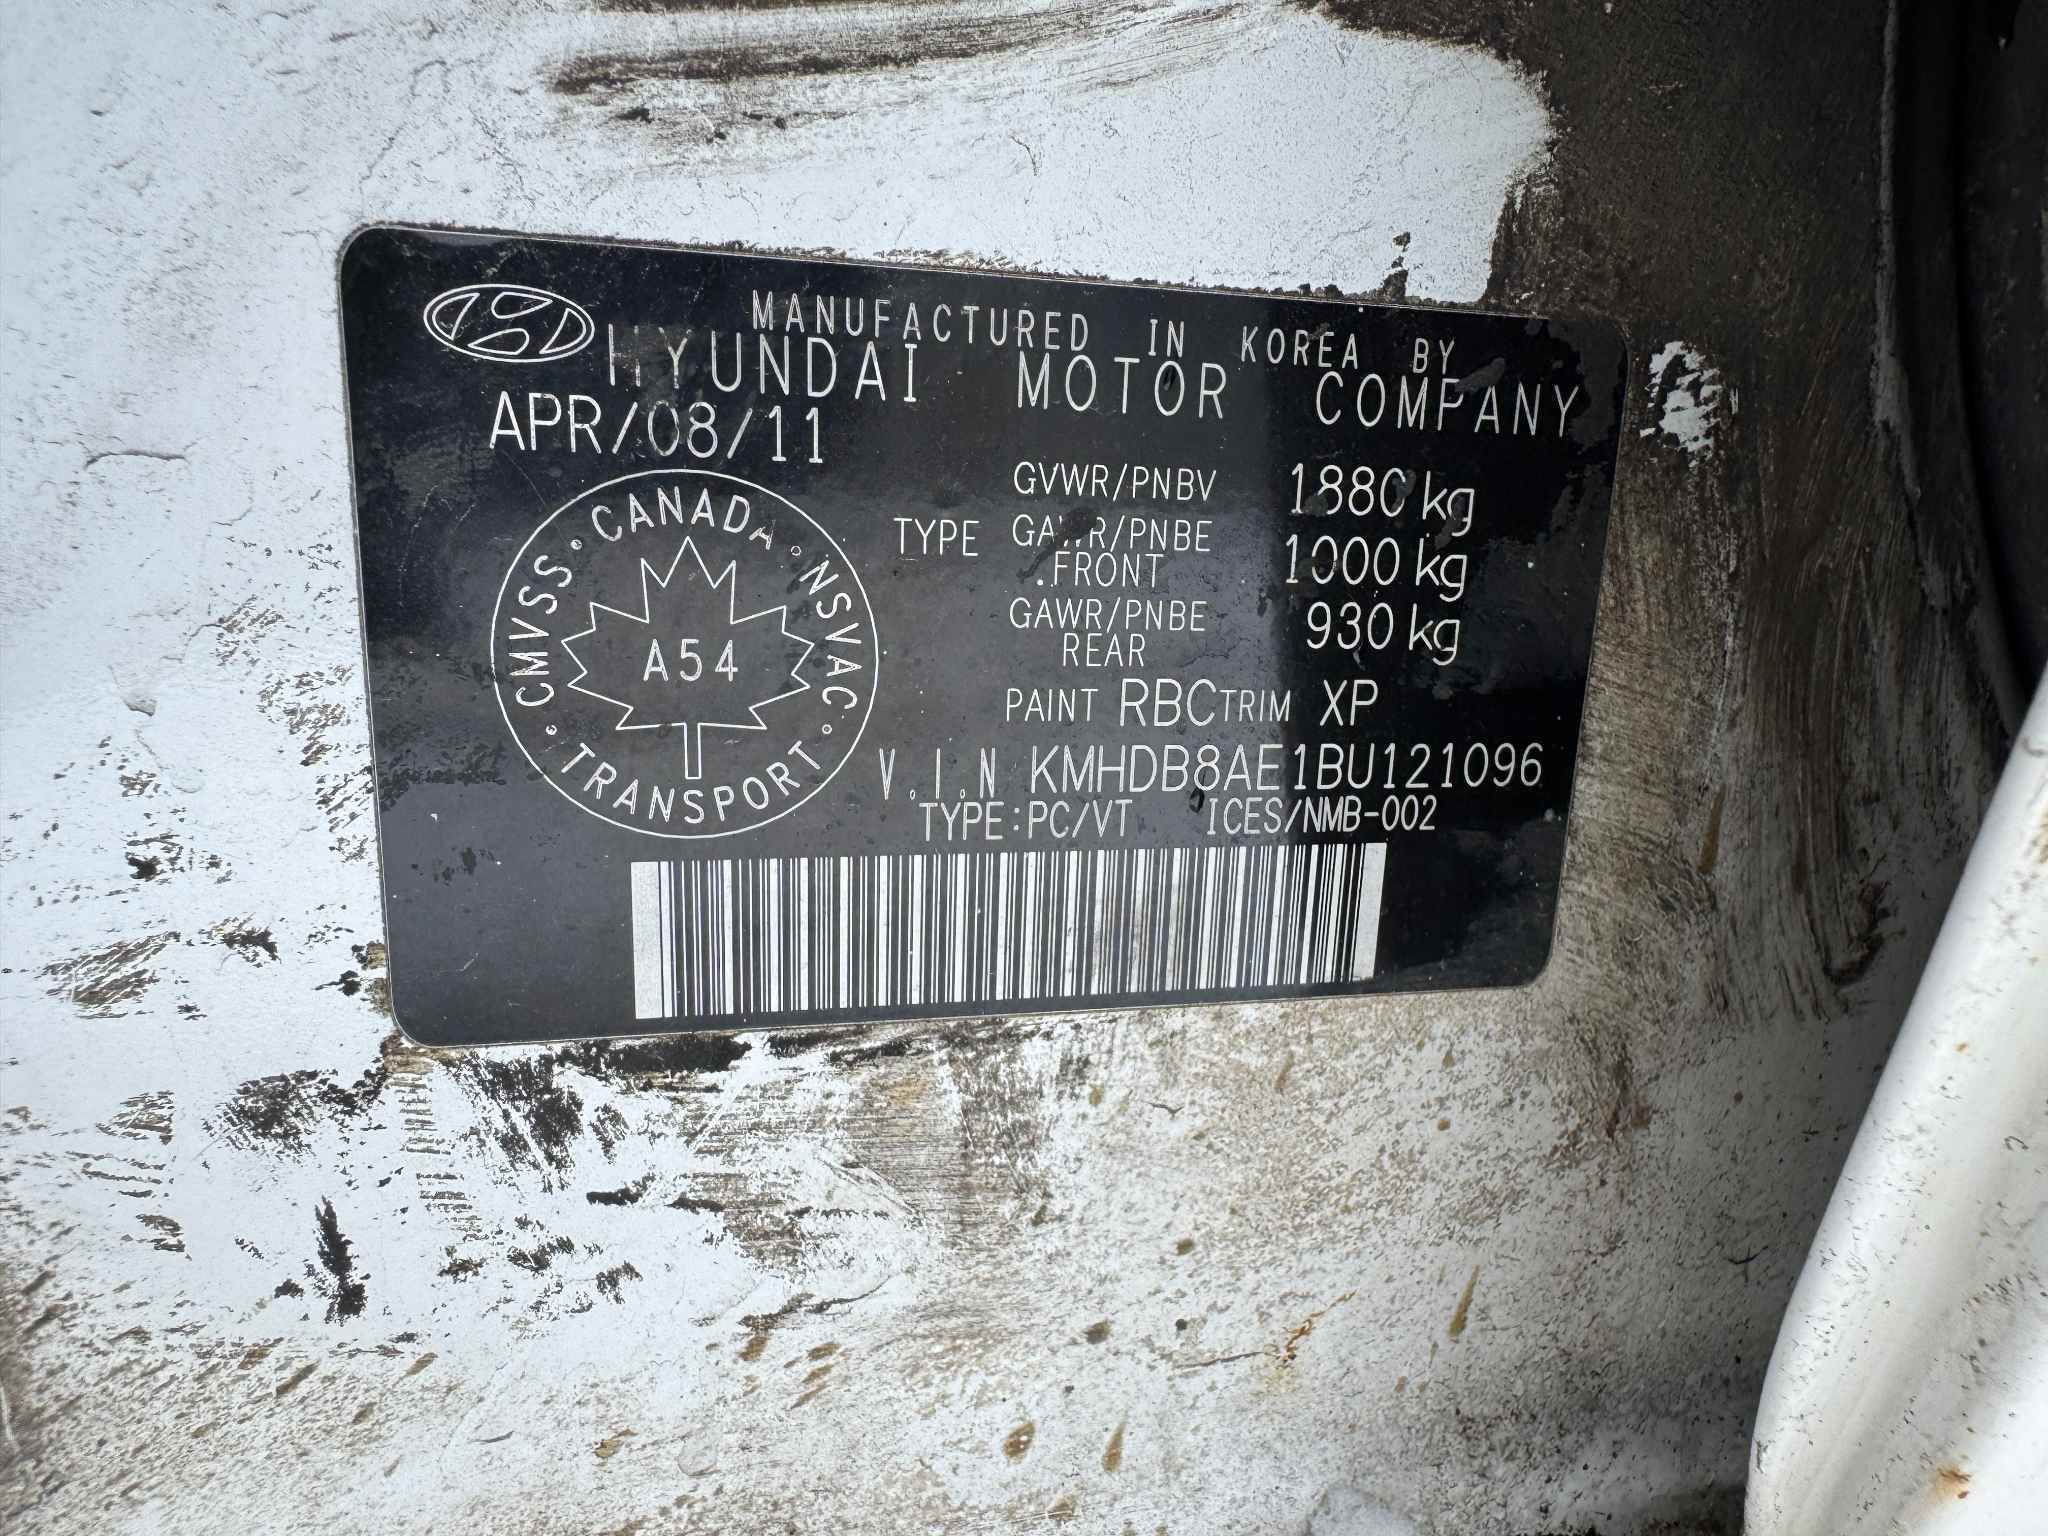 MANUFACTURED IN KOREA BY
HYUNDAI MOTOR COMPANY
APR/08/11
CMVSS · CANADA · NSVAC · TRANSPORT
A54
GVWR/PNBV 1880 kg
TYPE GAWR/PNBE FRONT 1000 kg
GAWR/PNBE REAR 930 kg
PAINT RBC TRIM XP
V.I.N KMHDB8AE1BU121096
TYPE:PC/VT ICES/NMB-002